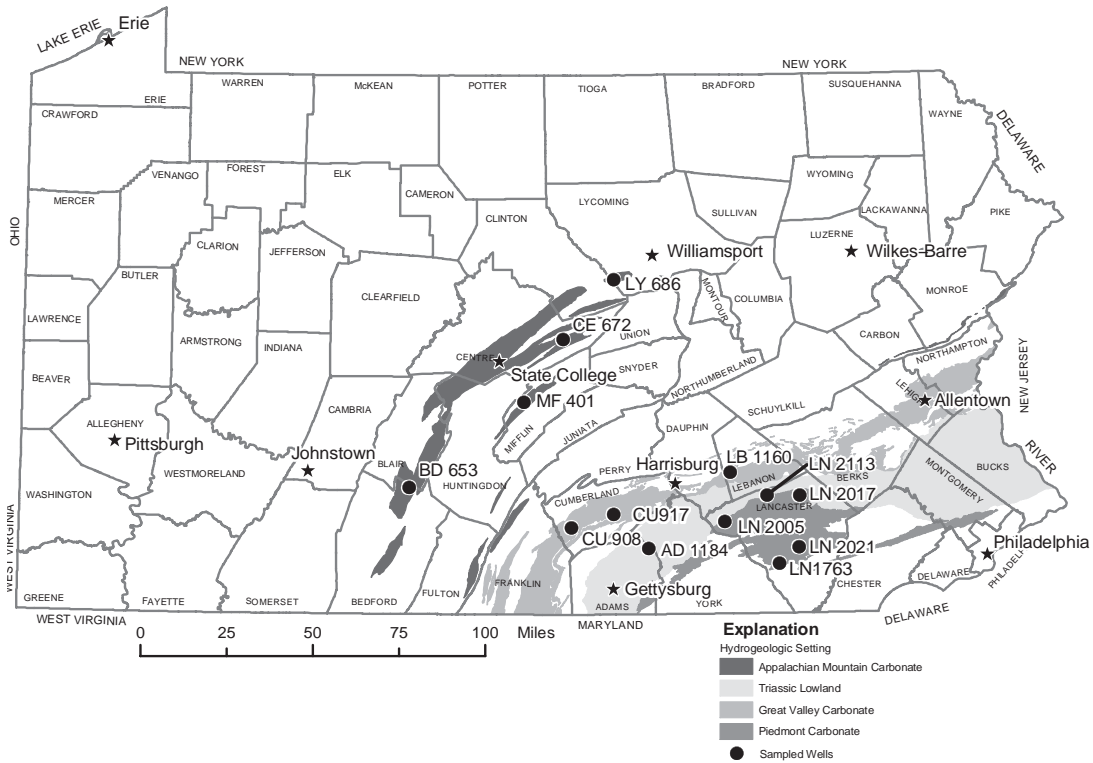 Erie
LAKE ERIE
NEW YORK
NEW YORK
WARREN
McKEAN
POTTER
TIOGA
BRADFORD
SUSQUEHANNA
ERIE
CRAWFORD
WAYNE
DELAWARE
VENANGO
FOREST
ELK
CAMERON
WYOMING
MERCER
LYCOMING
SULLIVAN
LACKAWANNA
PIKE
CLINTON
OHIO
CLARION
JEFFERSON
LUZERNE
Williamsport
Wilkes-Barre
BUTLER
LY 686
MONTOUR
COLUMBIA
MONROE
CLEARFIELD
LAWRENCE
ARMSTRONG
INDIANA
CE 672
UNION
CARBON
CENTRE
NORTHAMPTON
BEAVER
State College
SNYDER
NORTHUMBERLAND
NEW JERSEY
LEHIGH
Allentown
MF 401
CAMBRIA
SCHUYLKILL
ALLEGHENY
Pittsburgh
MIFFLIN
JUNIATA
DAUPHIN
RIVER
Johnstown
BLAIR
BD 653
HUNTINGDON
PERRY
Harrisburg
LB 1160
LN 2113
WESTMORELAND
LEBANON
BERKS
MONTGOMERY
BUCKS
WASHINGTON
CUMBERLAND
LN 2017
LANCASTER
CU917
LN 2005
CU 908
AD 1184
LN 2021
Philadelphia
WEST VIRGINIA
LN1763
DELAWARE
PHILADELPHIA
FRANKLIN
Gettysburg
CHESTER
GREENE
FAYETTE
SOMERSET
BEDFORD
FULTON
ADAMS
YORK
DELAWARE
WEST VIRGINIA
MARYLAND
0 25 50 75 100 Miles
Explanation
Hydrogeologic Setting
Appalachian Mountain Carbonate
Triassic Lowland
Great Valley Carbonate
Piedmont Carbonate
Sampled Wells